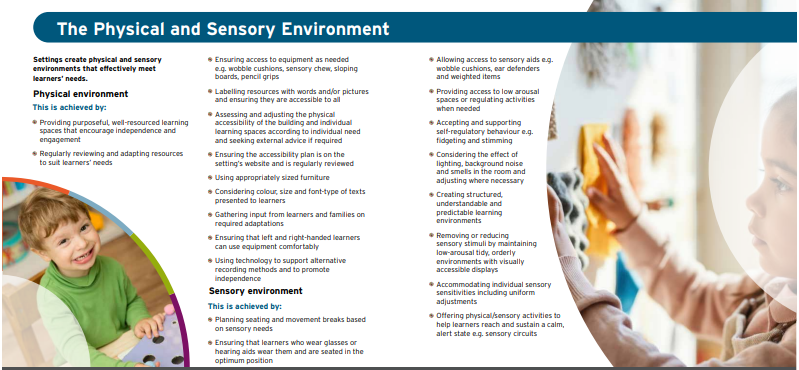 The Physical and Sensory Environment
Settings create physical and sensory
environments that effectively meet
learners' needs.
Physical environment
This is achieved by:
Providing purposeful, well-resourced learning
spaces that encourage independence and
engagement
Regularly reviewing and adapting resources
to suit learners' needs
Ensuring access to equipment as needed
e.g. wobble cushions, sensory chew, sloping
boards, pencil grips
Labelling resources with words and/or pictures
and ensuring they are accessible to all
Assessing and adjusting the physical
accessibility of the building and individual
learning spaces according to individual need
and seeking external advice if required
Ensuring the accessibility plan is on the
setting's website and is regularly reviewed
Using appropriately sized furniture
Considering colour, size and font-type of texts
presented to learners
Gathering input from learners and families on
required adaptations
Ensuring that left and right-handed learners
can use equipment comfortably
Using technology to support alternative
recording methods and to promote
independence
Sensory environment
This is achieved by:
Planning seating and movement breaks based
on sensory needs
Ensuring that learners who wear glasses or
hearing aids wear them and are seated in the
optimum position
Allowing access to sensory aids e.g.
wobble cushions, ear defenders
and weighted items
Providing access to low arousal
spaces or regulating activities
when needed
Accepting and supporting
self-regulatory behaviour e.g.
fidgeting and stimming
Considering the effect of
lighting, background noise
and smells in the room and
adjusting where necessary
Creating structured,
understandable and
predictable learning
environments
Removing or reducing
sensory stimuli by maintaining
low-arousal tidy, orderly
environments with visually
accessible displays
Accommodating individual sensory
sensitivities including uniform
adjustments
Offering physical/sensory activities to
help learners reach and sustain a calm,
alert state e.g. sensory circuits